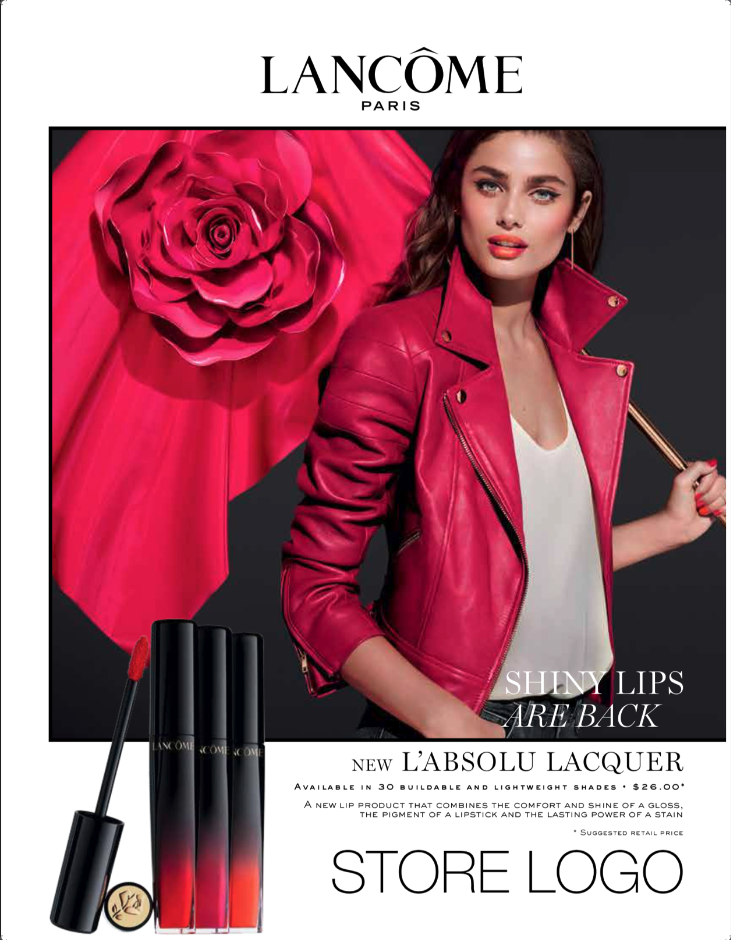 LANCÔME
PARIS
SHINY LIPS
ARE BACK
LANCÔME
NCÔME
NCÔME
NEW L'ABSOLU LACQUER
AVAILABLE IN 30 BUILDABLE AND LIGHTWEIGHT SHADES • $26.00*
A NEW LIP PRODUCT THAT COMBINES THE COMFORT AND SHINE OF A GLOSS,
THE PIGMENT OF A LIPSTICK AND THE LASTING POWER OF A STAIN
* SUGGESTED RETAIL PRICE
STORE LOGO